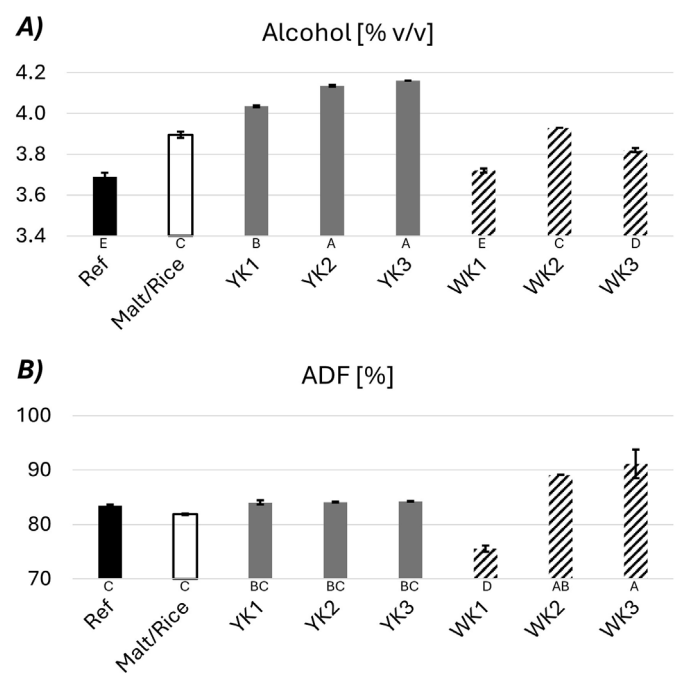 A)
Alcohol [% v/v]
4.2
4.0
3.8
3.6
3.4
E C B A A E C D
Ref Malt/Rice YK1 YK2 YK3 WK1 WK2 WK3
B)
ADF [%]
100
90
80
70
C C BC BC BC D AB A
Ref Malt/Rice YK1 YK2 YK3 WK1 WK2 WK3